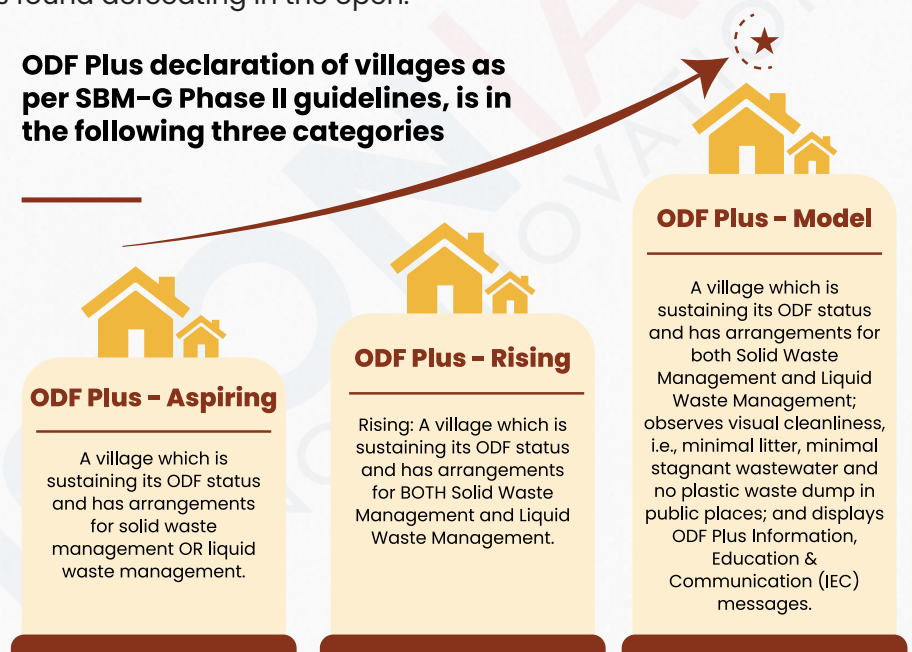 s found defecating in the open.
ODF Plus declaration of villages as
per SBM-G Phase II guidelines, is in
the following three categories
ODF Plus - Aspiring
A village which is
sustaining its ODF status
and has arrangements
for solid waste
management OR liquid
waste management.
ODF Plus - Rising
Rising: A village which is
sustaining its ODF status
and has arrangements
for BOTH Solid Waste
Management and Liquid
Waste Management.
ODF Plus - Model
A village which is
sustaining its ODF status
and has arrangements for
both Solid Waste
Management and Liquid
Waste Management;
observes visual cleanliness,
i.e., minimal litter, minimal
stagnant wastewater and
no plastic waste dump in
public places; and displays
ODF Plus Information,
Education &
Communication (IEC)
messages.